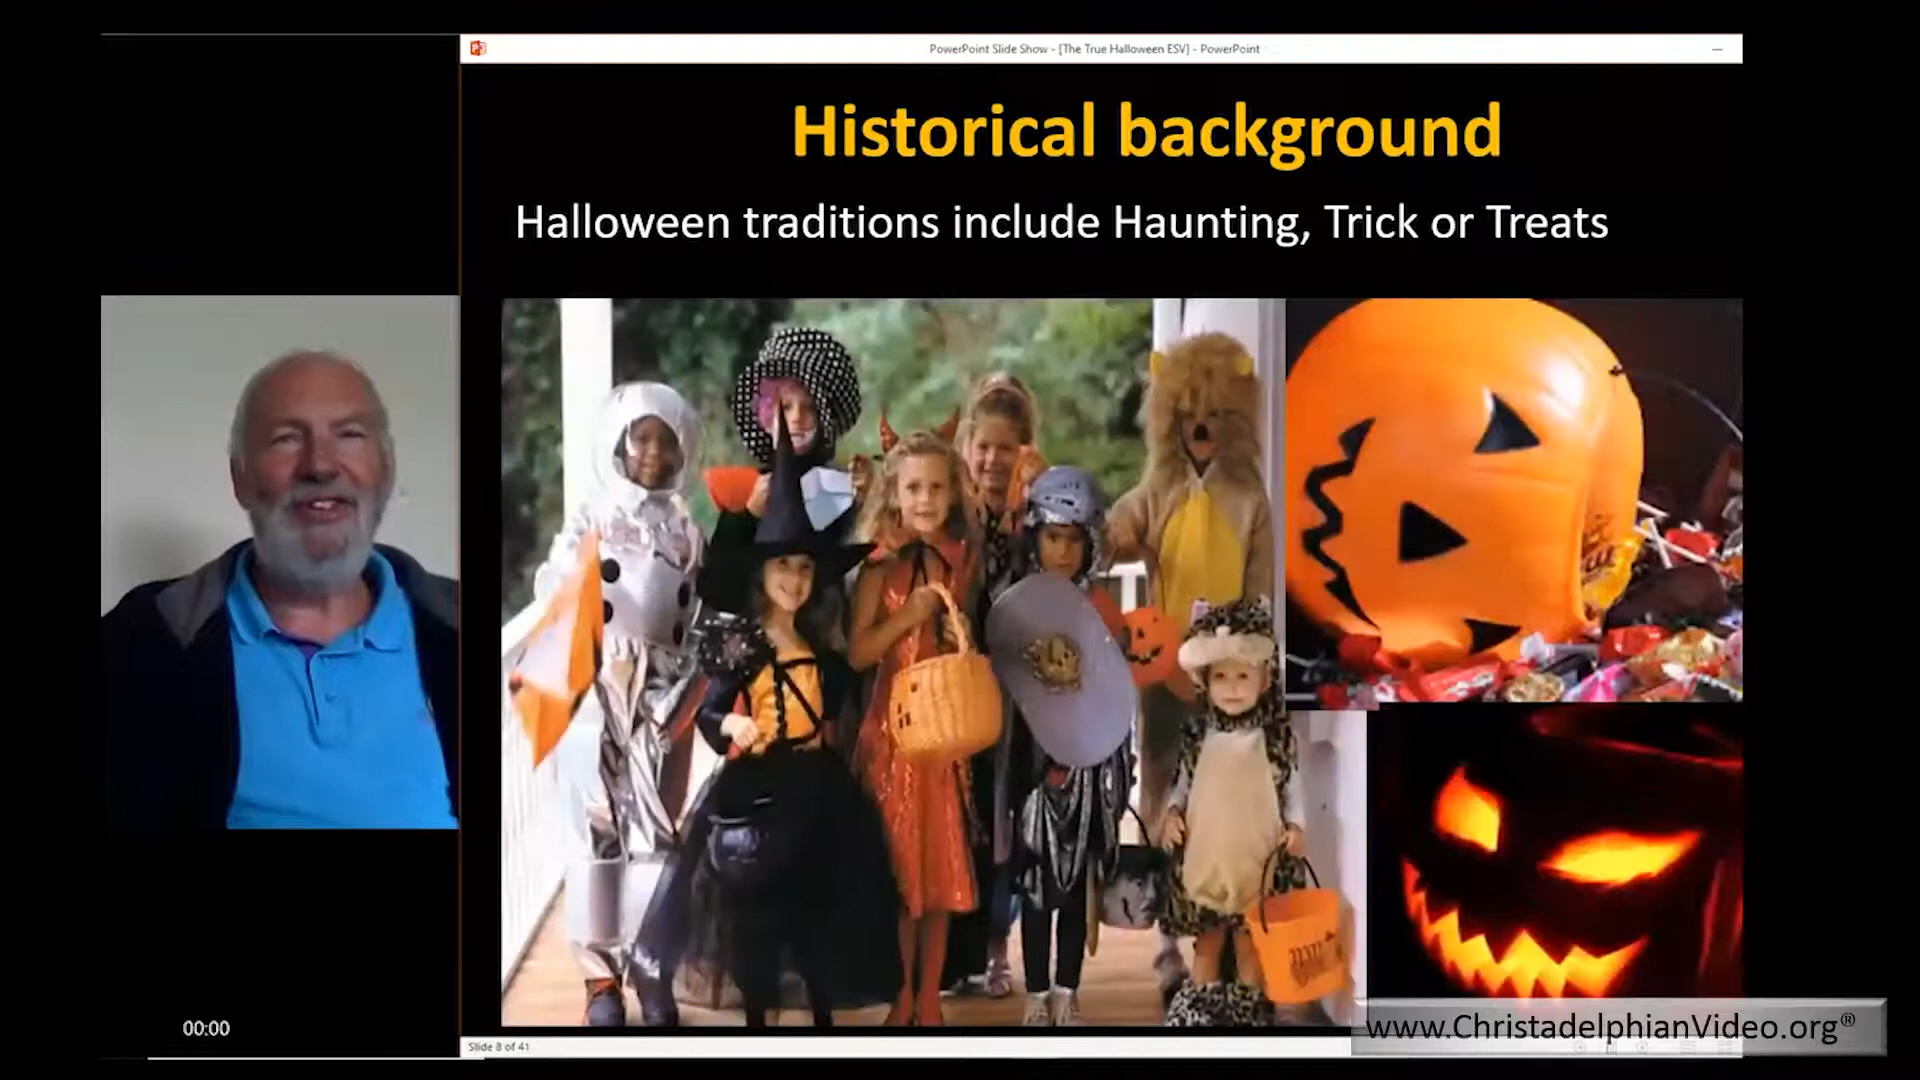 PowerPoint Slide Show - [The True Halloween ESV] - PowerPoint
Historical background
Halloween traditions include Haunting, Trick or Treats
00:00
Slide 8 of 41
www.ChristadelphianVideo.org®